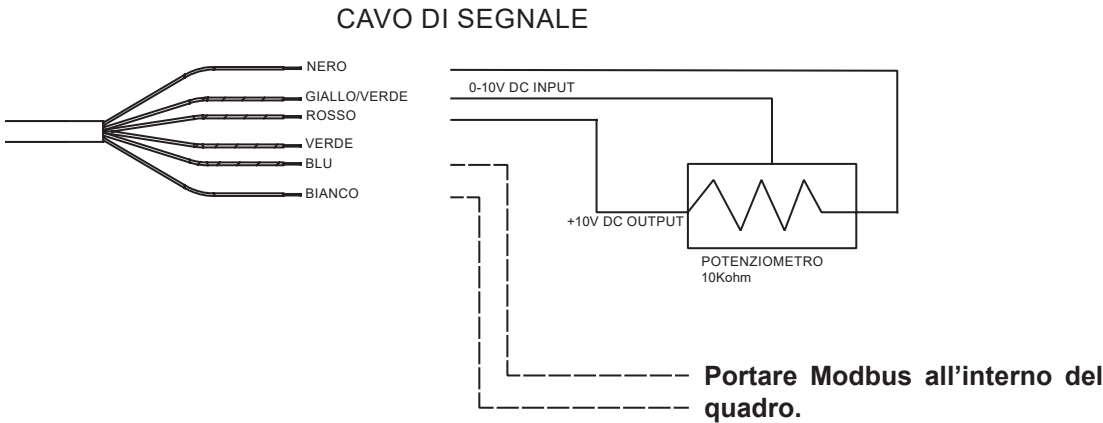 CAVO DI SEGNALE
NERO
GIALLO/VERDE
ROSSO
VERDE
BLU
BIANCO
0-10V DC INPUT
+10V DC OUTPUT
POTENZIOMETRO
10Kohm
Portare Modbus all’interno del
quadro.